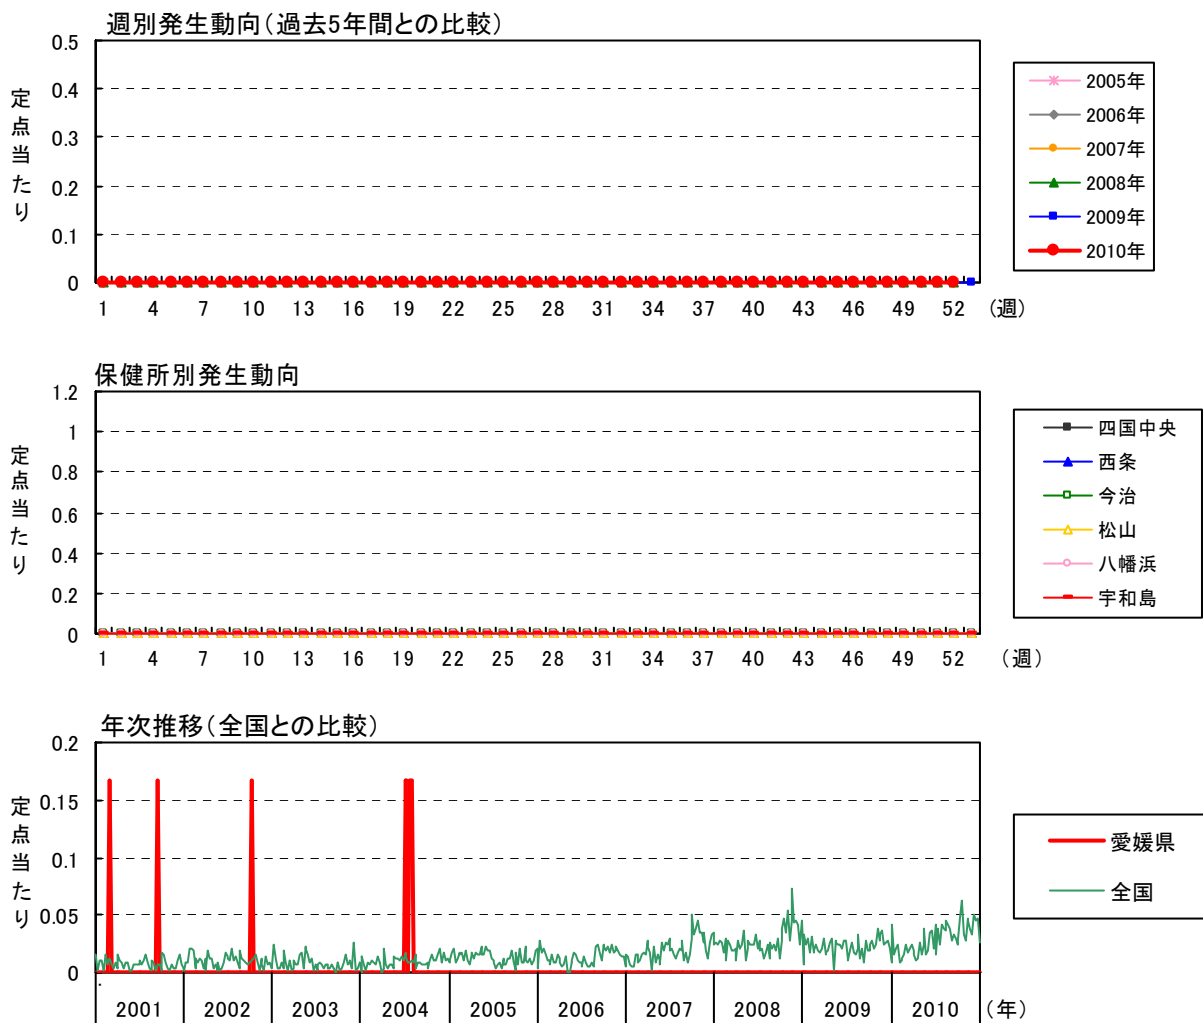 週別発生動向(過去5年間との比較)
0.5
0.4
0.3
0.2
0.1
0
定点当たり
1 4 7 10 13 16 19 22 25 28 31 34 37 40 43 46 49 52 (週)
2005年
2006年
2007年
2008年
2009年
2010年
保健所別発生動向
1.2
1
0.8
0.6
0.4
0.2
0
定点当たり
1 4 7 10 13 16 19 22 25 28 31 34 37 40 43 46 49 52 (週)
四国中央
西条
今治
松山
八幡浜
宇和島
年次推移(全国との比較)
0.2
0.15
0.1
0.05
0
定点当たり
2001 2002 2003 2004 2005 2006 2007 2008 2009 2010 (年)
愛媛県
全国